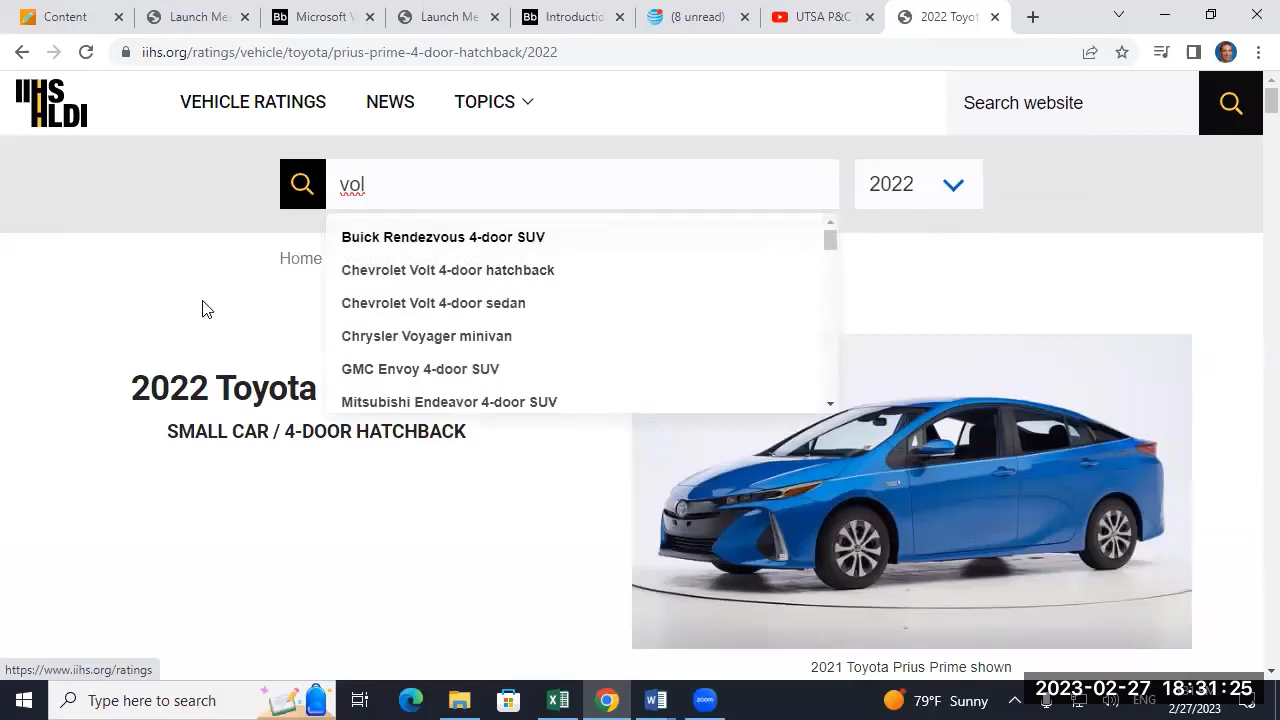 Content
Launch Me
Microsoft V
Launch Me
Introductio
(8 unread)
UTSA P&C
2022 Toyot
iihs.org/ratings/vehicle/toyota/prius-prime-4-door-hatchback/2022
IIHS
HLDI
VEHICLE RATINGS
NEWS
TOPICS
Search website
vol
2022
Buick Rendezvous 4-door SUV
Chevrolet Volt 4-door hatchback
Chevrolet Volt 4-door sedan
Chrysler Voyager minivan
GMC Envoy 4-door SUV
Mitsubishi Endeavor 4-door SUV
Home
2022 Toyota
SMALL CAR / 4-DOOR HATCHBACK
2021 Toyota Prius Prime shown
https://www.iihs.org/ratings
Type here to search
79°F Sunny
ENG
2023-02-27 18:31:25
2/27/2023